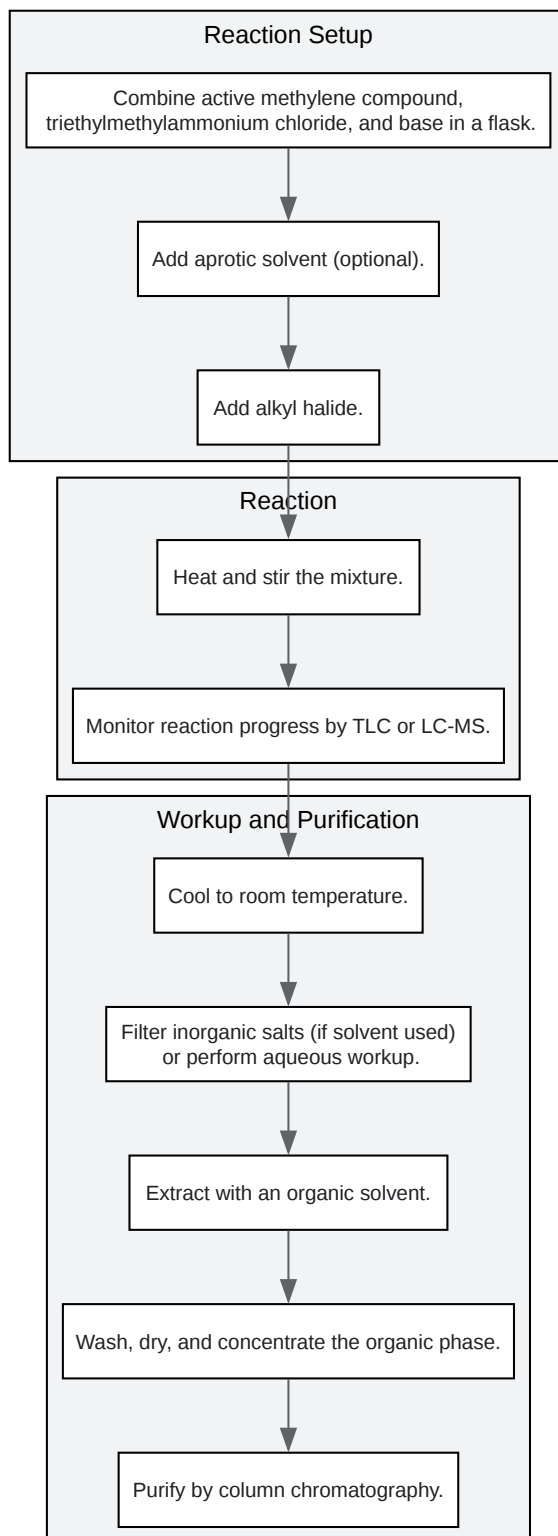 Reaction Setup
Combine active methylene compound,
triethylmethylammonium chloride, and base in a flask.
Add aprotic solvent (optional).
Add alkyl halide.
Reaction
Heat and stir the mixture.
Monitor reaction progress by TLC or LC-MS.
Workup and Purification
Cool to room temperature.
Filter inorganic salts (if solvent used)
or perform aqueous workup.
Extract with an organic solvent.
Wash, dry, and concentrate the organic phase.
Purify by column chromatography.